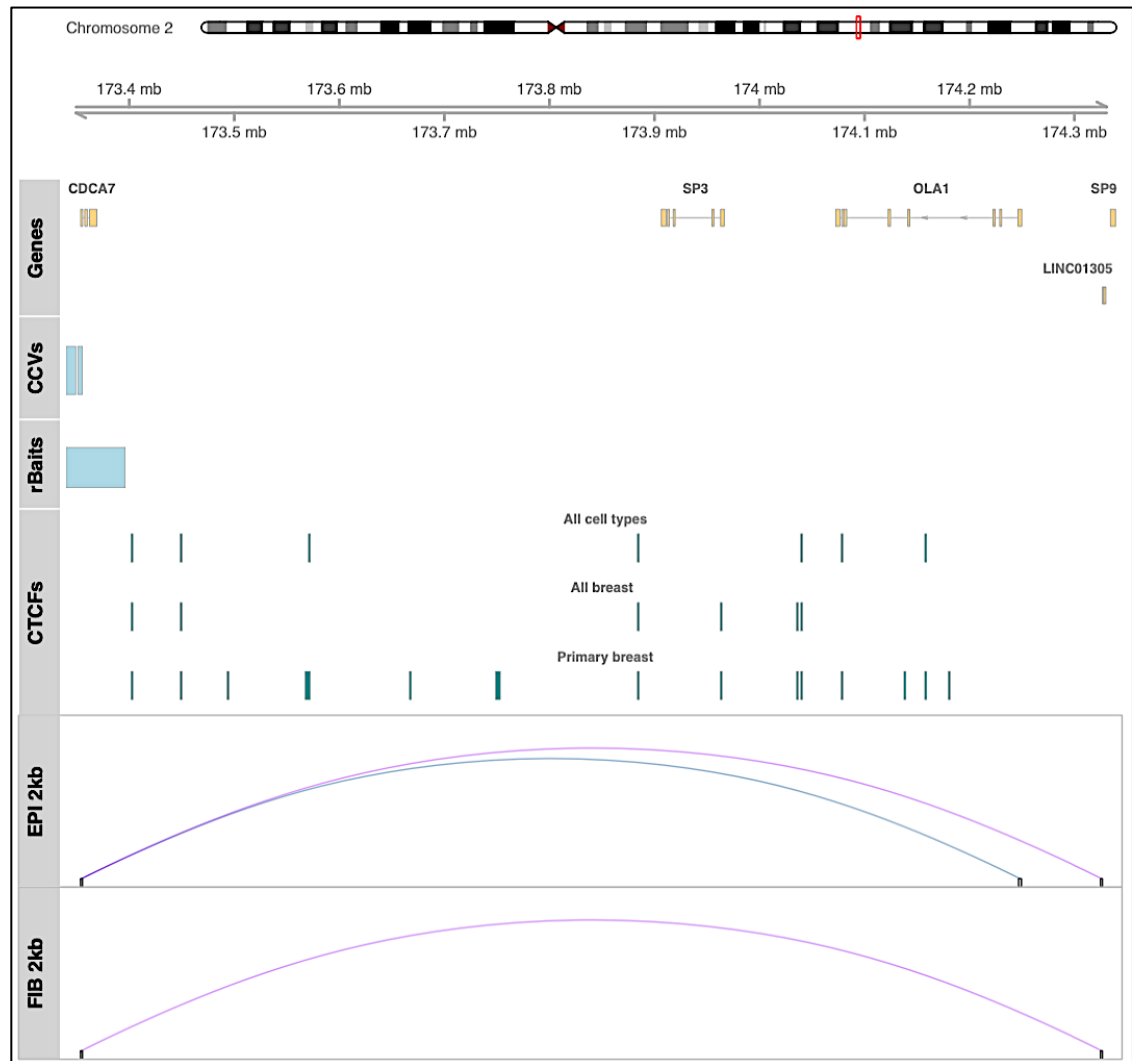 Chromosome 2
173.4 mb 173.6 mb 173.8 mb 174 mb 174.2 mb
173.5 mb 173.7 mb 173.9 mb 174.1 mb 174.3 mb
Genes
CDCA7 SP3 OLA1 SP9
LINC01305
CCVs
rBaits
CTCFs
All cell types
All breast
Primary breast
EPI 2kb
FIB 2kb